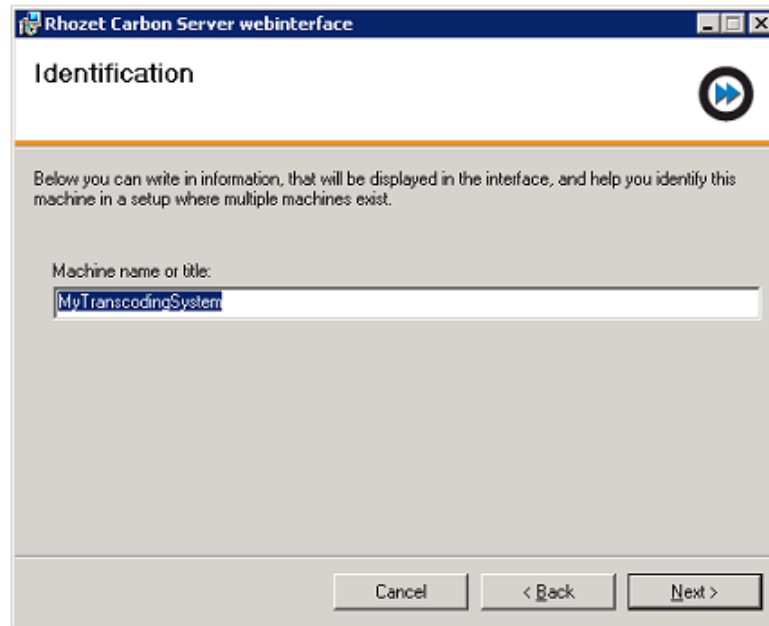 Rhozet Carbon Server webinterface
Identification
Below you can write in information, that will be displayed in the interface, and help you identify this
machine in a setup where multiple machines exist.
Machine name or title:
MyTranscodingSystem
Cancel
< Back
Next >